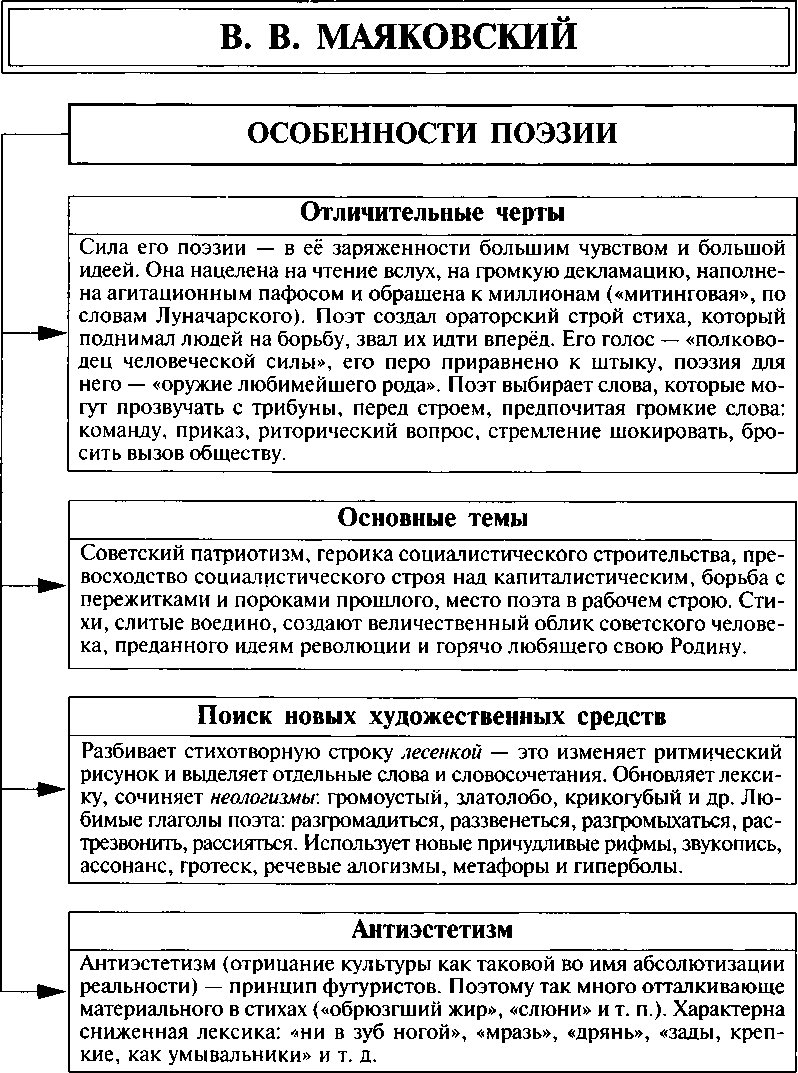 В. В. МАЯКОВСКИЙ
ОСОБЕННОСТИ ПОЭЗИИ
Отличительные черты
Сила его поэзии — в её заряженности большим чувством и большой
идеей. Она нацелена на чтение вслух, на громкую декламацию, наполне-
на агитационным пафосом и обращена к миллионам («митинговая», по
словам Луначарского). Поэт создал ораторский строй стиха, который
поднимал людей на борьбу, звал их идти вперёд. Его голос — «полково-
дец человеческой силы», его перо приравнено к штыку, поэзия для
него — «оружие любимейшего рода». Поэт выбирает слова, которые мо-
гут прозвучать с трибуны, перед строем, предпочитая громкие слова:
команду, приказ, риторический вопрос, стремление шокировать, бро-
сить вызов обществу.
Основные темы
Советский патриотизм, героика социалистического строительства, пре-
восходство социалистического строя над капиталистическим, борьба с
пережитками и пороками прошлого, место поэта в рабочем строю. Сти-
хи, слитые воедино, создают величественный облик советского челове-
ка, преданного идеям революции и горячо любящего свою Родину.
Поиск новых художественных средств
Разбивает стихотворную строку лесенкой — это изменяет ритмический
рисунок и выделяет отдельные слова и словосочетания. Обновляет лекси-
ку, сочиняет неологизмы: громоустый, златолобо, крикогубый и др. Лю-
бимые глаголы поэта: разгромадиться, раззвенеться, разгромыхаться, рас-
трезвонить, рассияться. Использует новые причудливые рифмы, звукопись,
ассонанс, гротеск, речевые алогизмы, метафоры и гиперболы.
Антиэстетизм
Антиэстетизм (отрицание культуры как таковой во имя абсолютизации
реальности) — принцип футуристов. Поэтому так много отталкивающе
материального в стихах («обрюзгший жир», «слюни» и т. п.). Характерна
сниженная лексика: «ни в зуб ногой», «мразь», «дрянь», «зады, креп-
кие, как умывальники» и т. д.